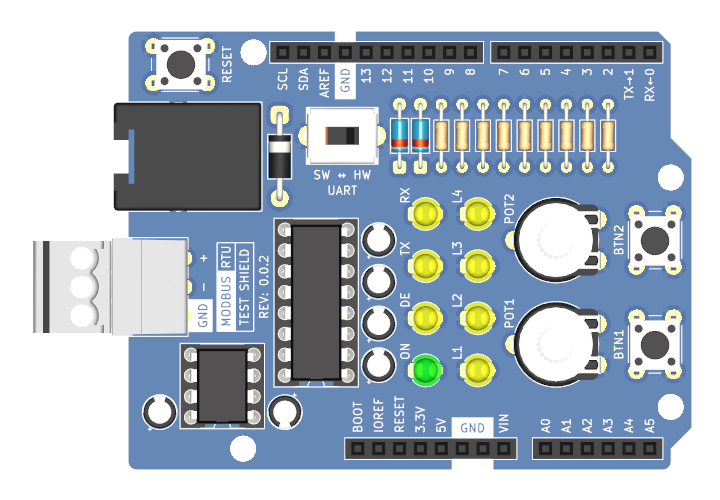 RESET
SCL
SDA
AREF
GND
13
12
11
10
9
8
7
6
5
4
3
2
TX→1
RX←0
SW ↔ HW
UART
RX
L4
POT2
BTN2
TX
L3
+
-
GND
MODBUS RTU
TEST SHIELD
REV: 0.0.2
DE
L2
POT1
BTN1
ON
L1
BOOT
IOREF
RESET
3.3V
5V
GND
VIN
A0
A1
A2
A3
A4
A5